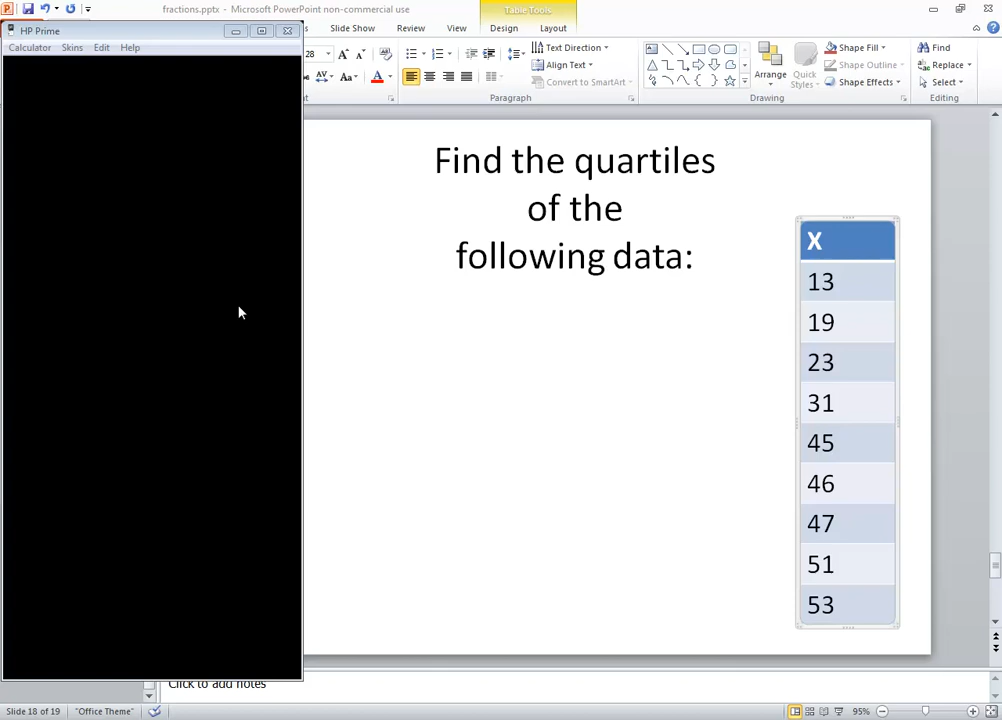 fractions.pptx - Microsoft PowerPoint non-commercial use
Table Tools
HP Prime
Calculator Skins Edit Help
Slide Show Review View Design Layout
28
Text Direction
Align Text
Convert to SmartArt
Paragraph
Arrange
Quick
Styles
Shape Fill
Shape Outline
Shape Effects
Drawing
Find
Replace
Select
Editing
Find the quartiles
of the
following data:
X
13
19
23
31
45
46
47
51
53
Click to add notes
Slide 18 of 19
"Office Theme"
95%